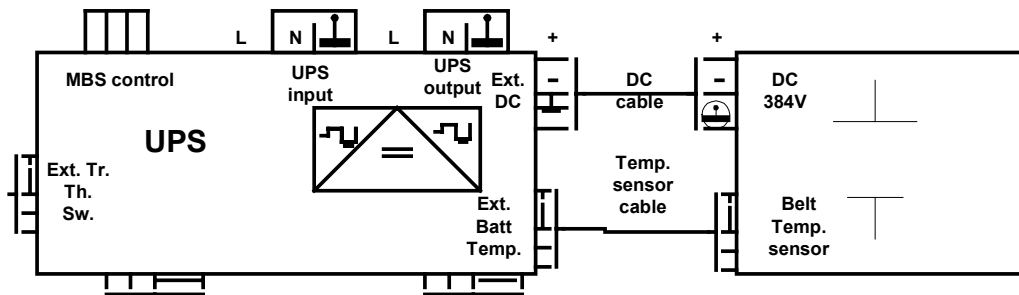 L N L N + +
MBS control
UPS
input
UPS
output
Ext.
DC
-
DC
cable
-
DC
384V
UPS
Ext. Tr.
Th.
Sw.
Temp.
sensor
cable
Ext.
Batt
Temp.
Belt
Temp.
sensor